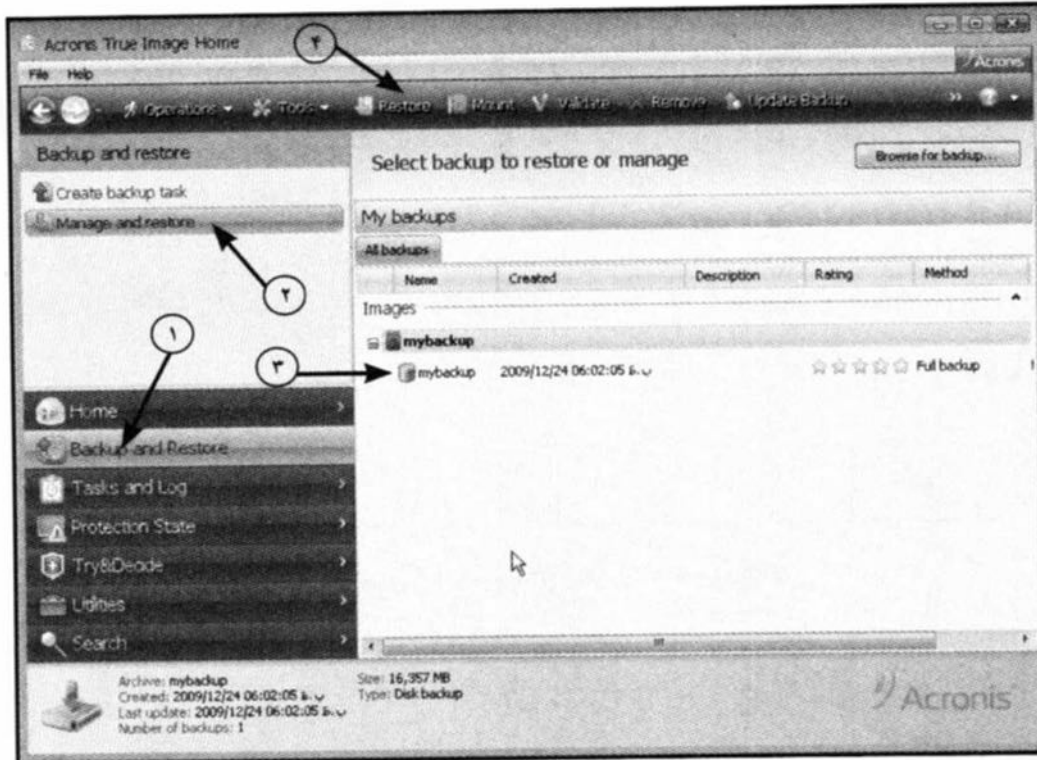 Acronis True Image Home
۴
File Help
Acronis
Operations Tools Restore Mount Validate Remove Update Backup » ?
Backup and restore
Select backup to restore or manage
Browse for backup...
Create backup task
Manage and restore
My backups
All backups
Name Created Description Rating Method
۲
Images
۱
mybackup
۳
mybackup 2009/12/24 06:02:05 Full backup
Home
Backup and Restore
Tasks and Log
Protection State
Try&Decide
Utilities
Search
Archive: mybackup
Created: 2009/12/24 06:02:05
Last update: 2009/12/24 06:02:05
Number of backups: 1
Size: 16,357 MB
Type: Disk backup
Acronis